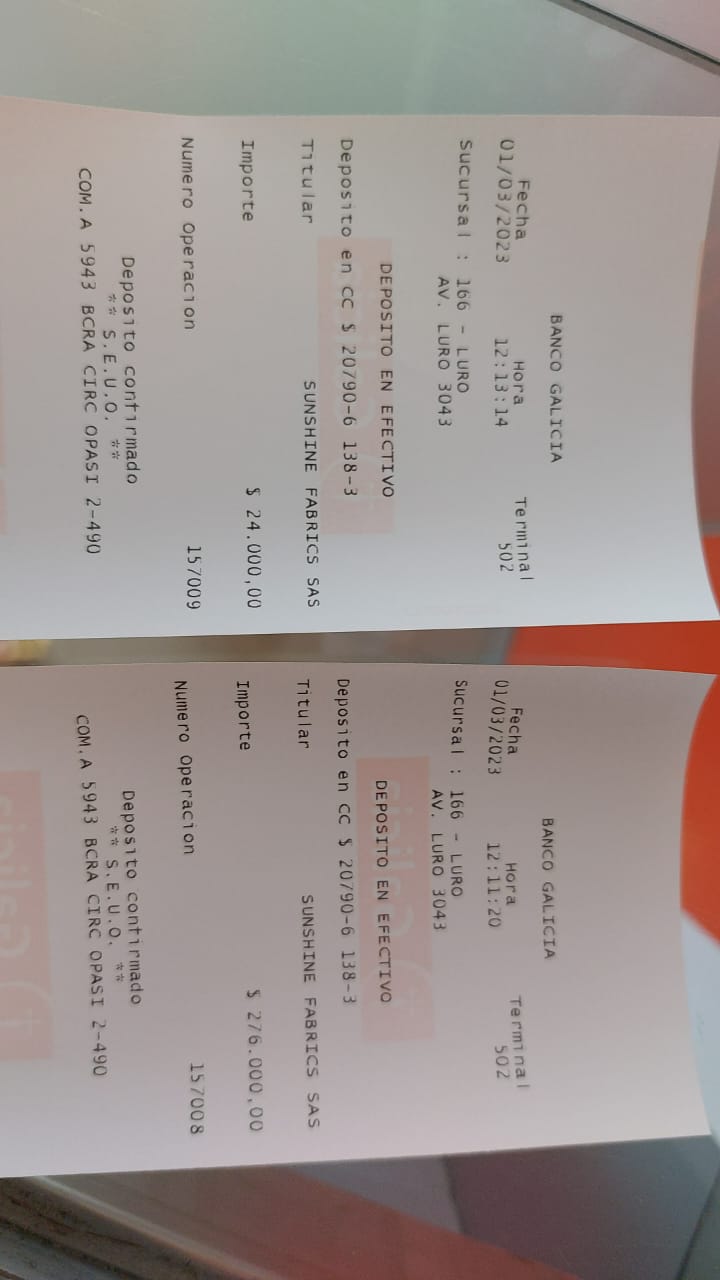 BANCO GALICIA
Fecha Hora Terminal
01/03/2023 12:13:14 502
Sucursal : 166 - LURO
AV. LURO 3043
DEPOSITO EN EFECTIVO
Deposito en CC $ 20790-6 138-3
Titular SUNSHINE FABRICS SAS
Importe $ 24.000,00
Numero Operacion 157009
Deposito confirmado
** S.E.U.O. **
COM.A 5943 BCRA CIRC OPASI 2-490
BANCO GALICIA
Fecha Hora Terminal
01/03/2023 12:11:20 502
Sucursal : 166 - LURO
AV. LURO 3043
DEPOSITO EN EFECTIVO
Deposito en CC $ 20790-6 138-3
Titular SUNSHINE FABRICS SAS
Importe $ 276.000,00
Numero Operacion 157008
Deposito confirmado
** S.E.U.O. **
COM.A 5943 BCRA CIRC OPASI 2-490